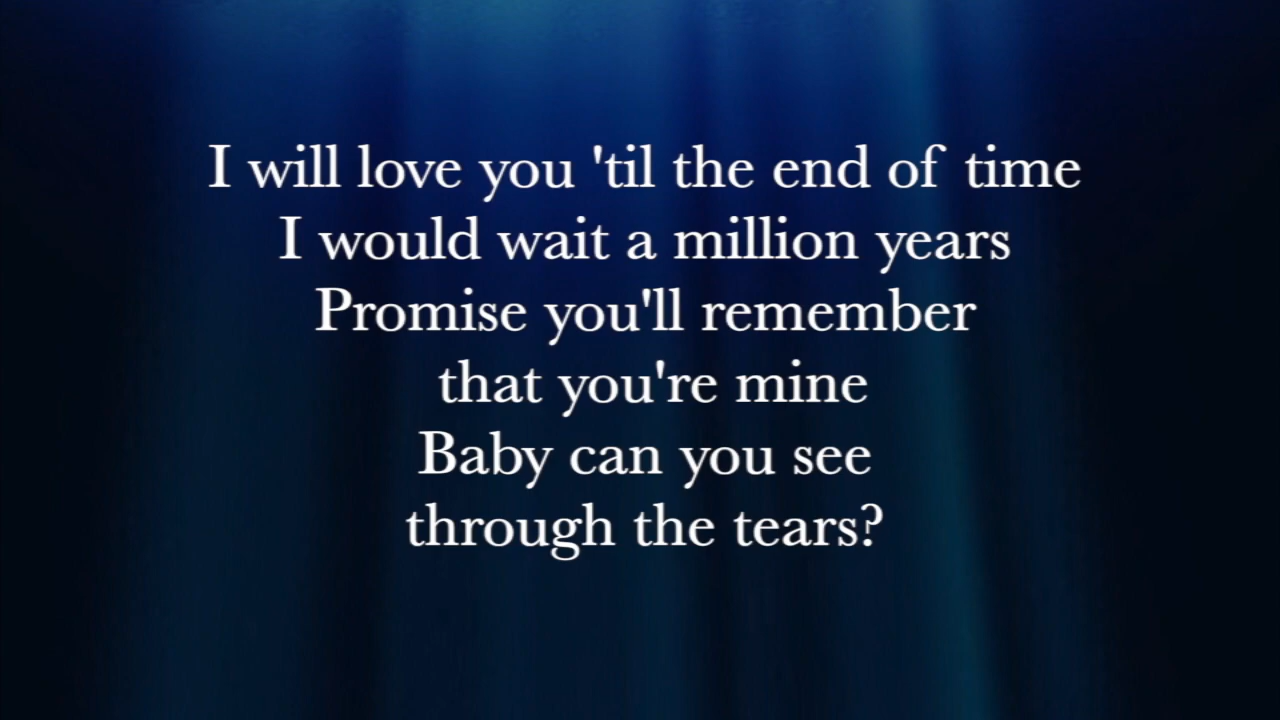 I will love you 'til the end of time
I would wait a million years
Promise you'll remember
that you're mine
Baby can you see
through the tears?